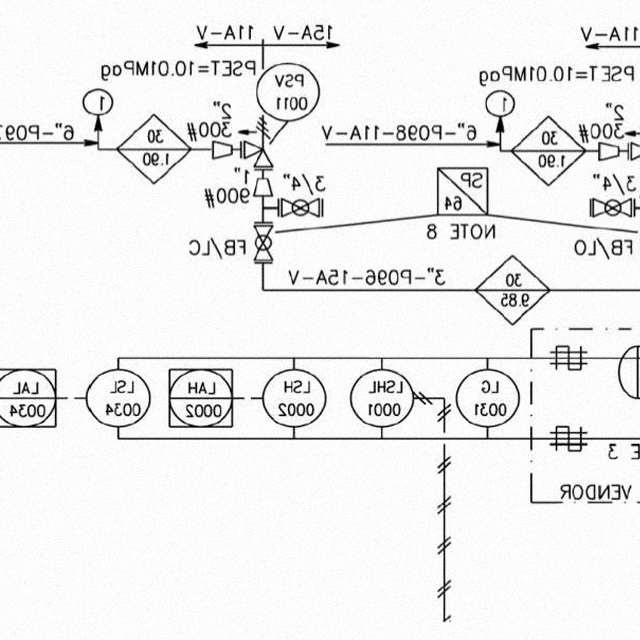 11A-V
15A-V
11A-V
PSET=10.01MPag
PSV
0011
PSET=10.01MPag
1
2"
300#
30
1.90
6"-P097
6"-P098-11A-V
1
30
1.90
2"
300#
1"
900#
3/4"
SP
64
3/4"
FB/LC
NOTE 8
FB/LO
3"-P096-15A-V
30
9.85
LAL
0034
LSL
0034
LAH
0002
LSH
0002
LSHL
0001
LG
0031
E 3
VENDOR